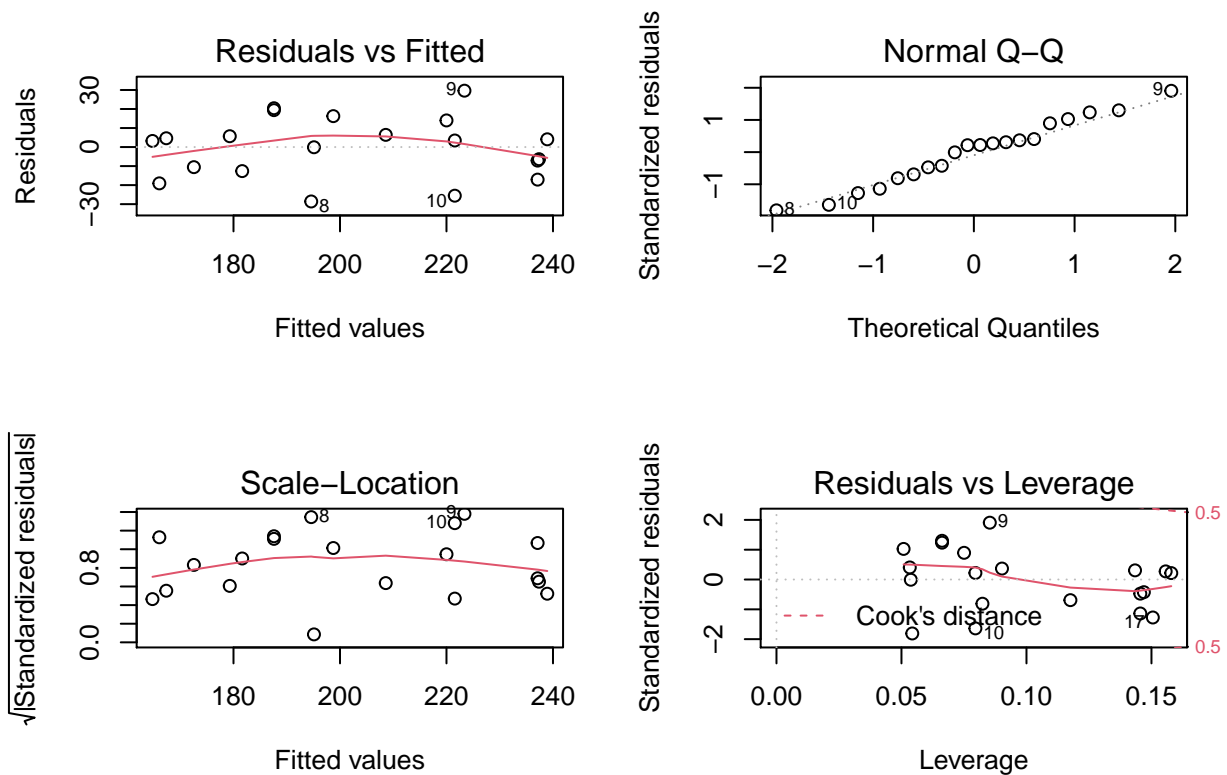 Residuals vs Fitted
Residuals
30
0
−30
9
8
10
180 200 220 240
Fitted values
Normal Q−Q
Standardized residuals
1
−1
8
10
9
−2 −1 0 1 2
Theoretical Quantiles
Scale−Location
√|Standardized residuals|
0.8
0.0
8
9
10
180 200 220 240
Fitted values
Residuals vs Leverage
Standardized residuals
2
0
−2
9
0.5
Cook's distance
17
10
0.5
0.00 0.05 0.10 0.15
Leverage